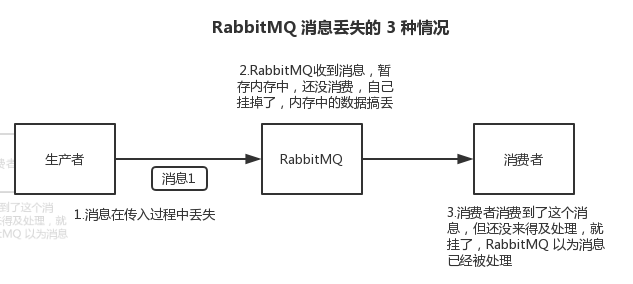 RabbitMQ 消息丢失的 3 种情况
2.RabbitMQ收到消息，暂
存内存中，还没消费，自己
挂掉了，内存中的数据搞丢
生产者
消息1
RabbitMQ
消费者
1.消息在传入过程中丢失
3.消费者消费到了这个消
息，但还没来得及处理，就
挂了，RabbitMQ 以为消息
已经被处理
者
到了这个消
来得及处理，就
MQ 以为消息